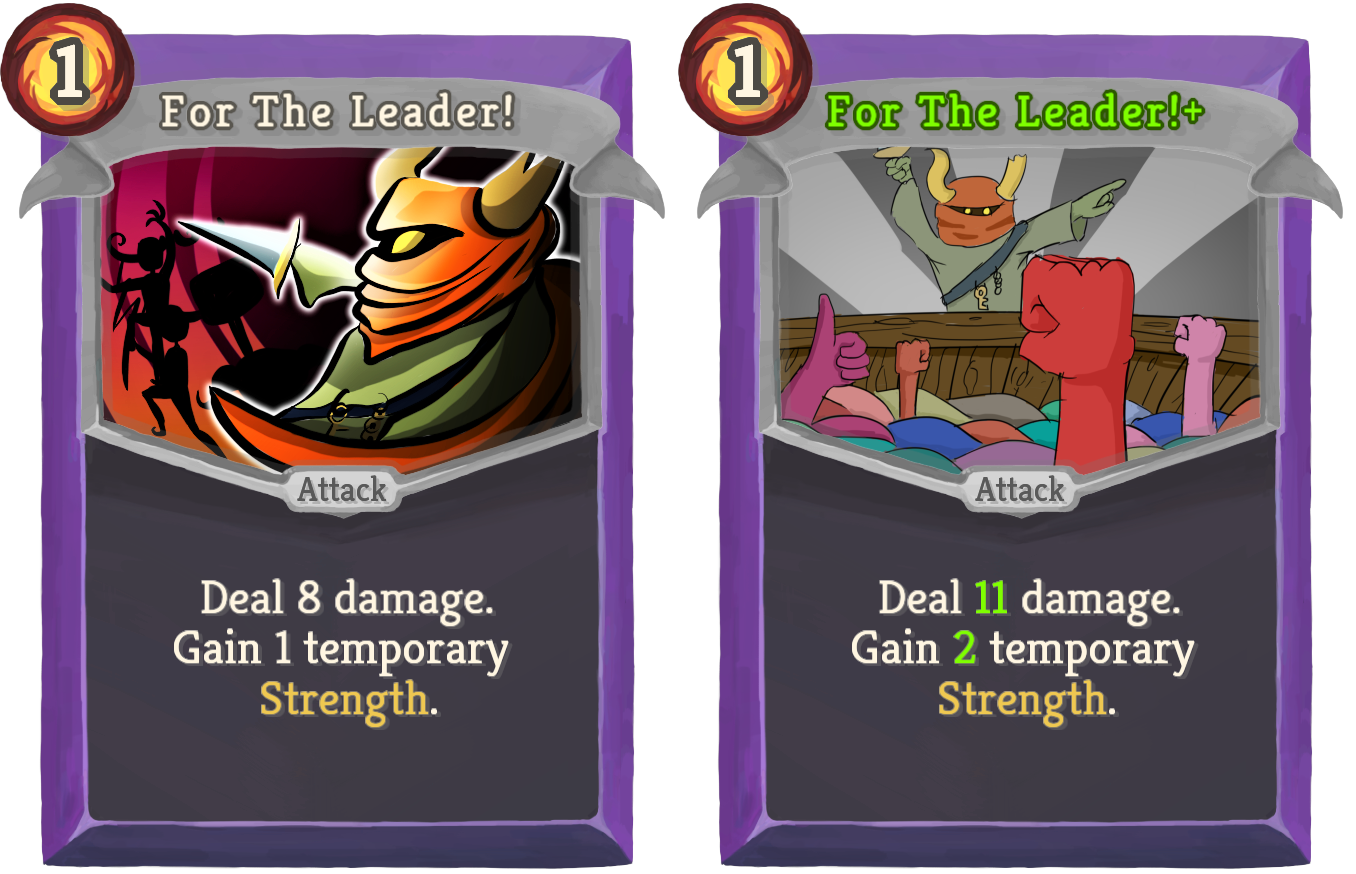 1
For The Leader!
Attack
Deal 8 damage.
Gain 1 temporary
Strength.
1
For The Leader!+
Attack
Deal 11 damage.
Gain 2 temporary
Strength.